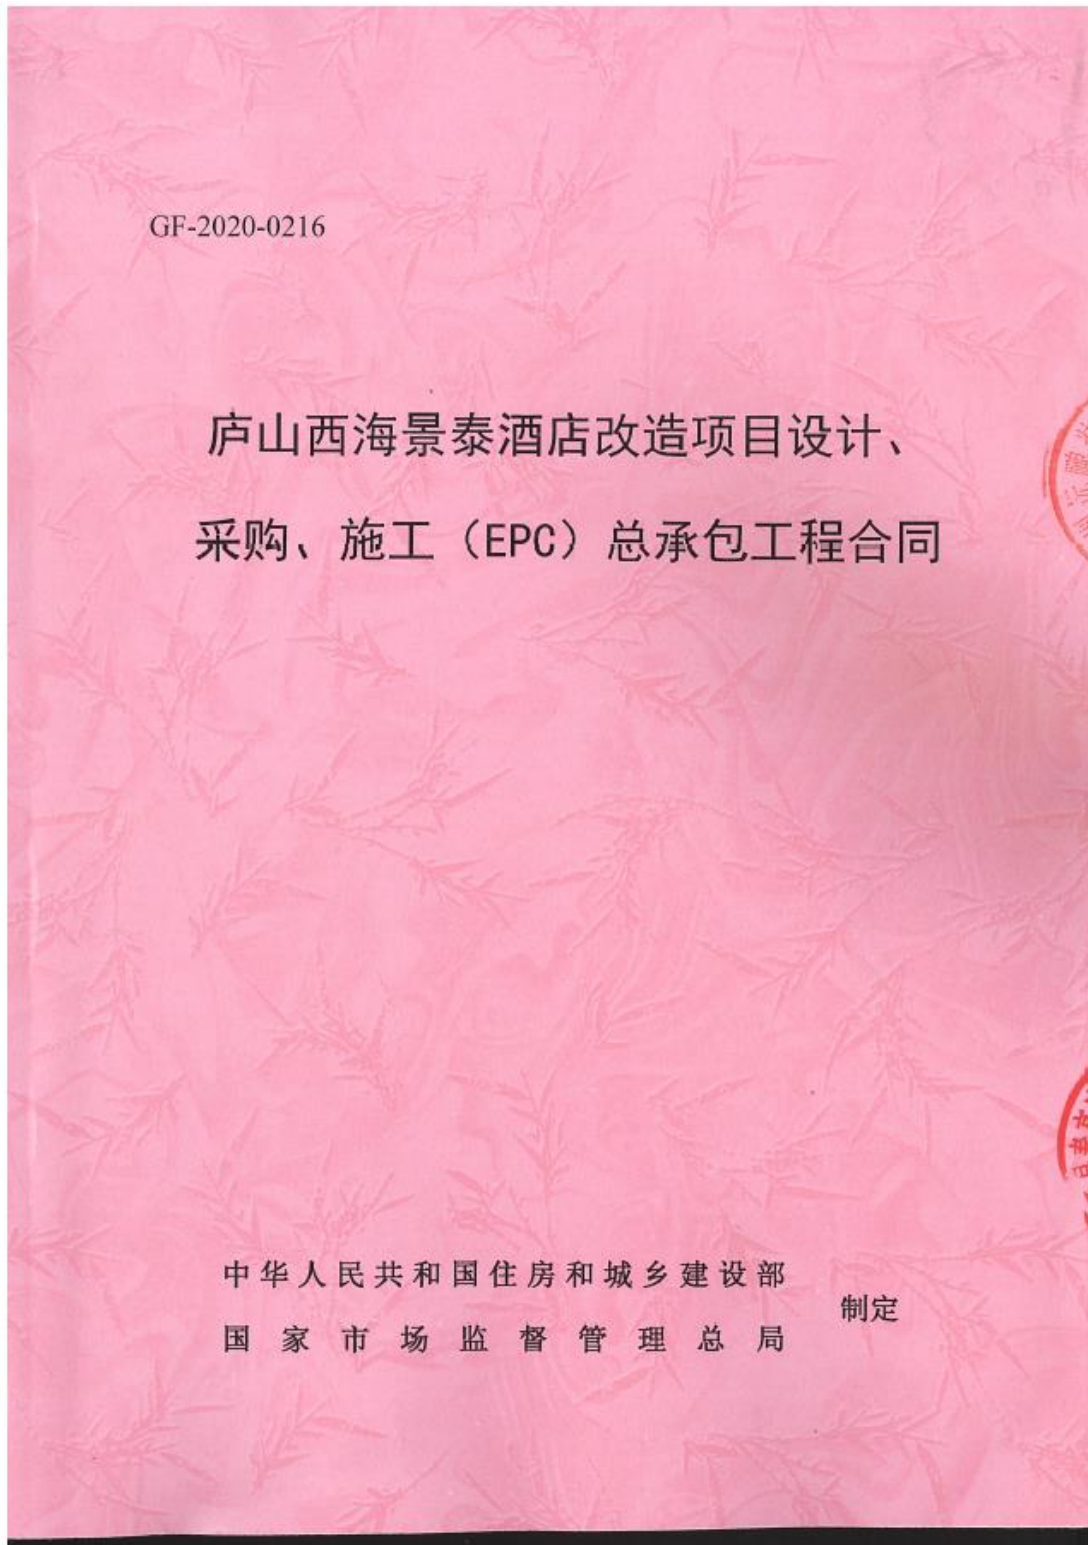 GF-2020-0216
庐山西海景泰酒店改造项目设计、
采购、施工（EPC）总承包工程合同
中华人民共和国住房和城乡建设部
国家市场监督管理总局
制定